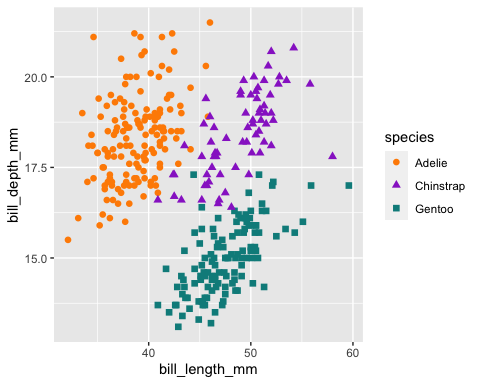 20.0
17.5
15.0
bill_depth_mm
40
50
60
bill_length_mm
species
Adelie
Chinstrap
Gentoo